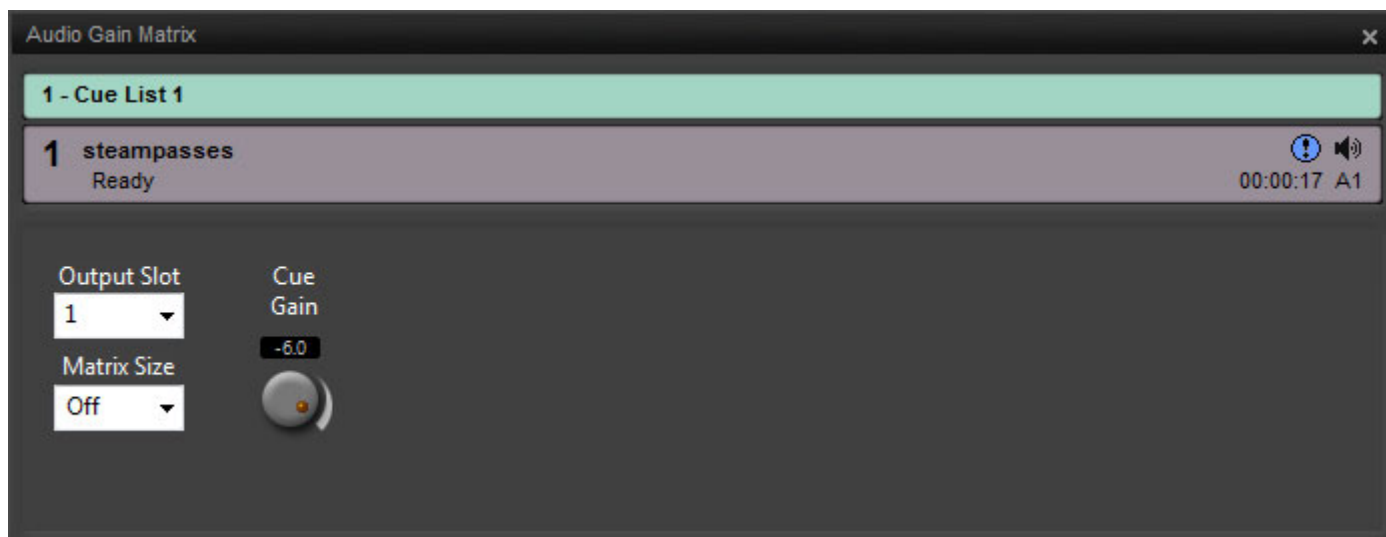 Audio Gain Matrix
1 - Cue List 1
1 steampasses
Ready
00:00:17 A1
Output Slot
1
Cue
Gain
-6.0
Matrix Size
Off